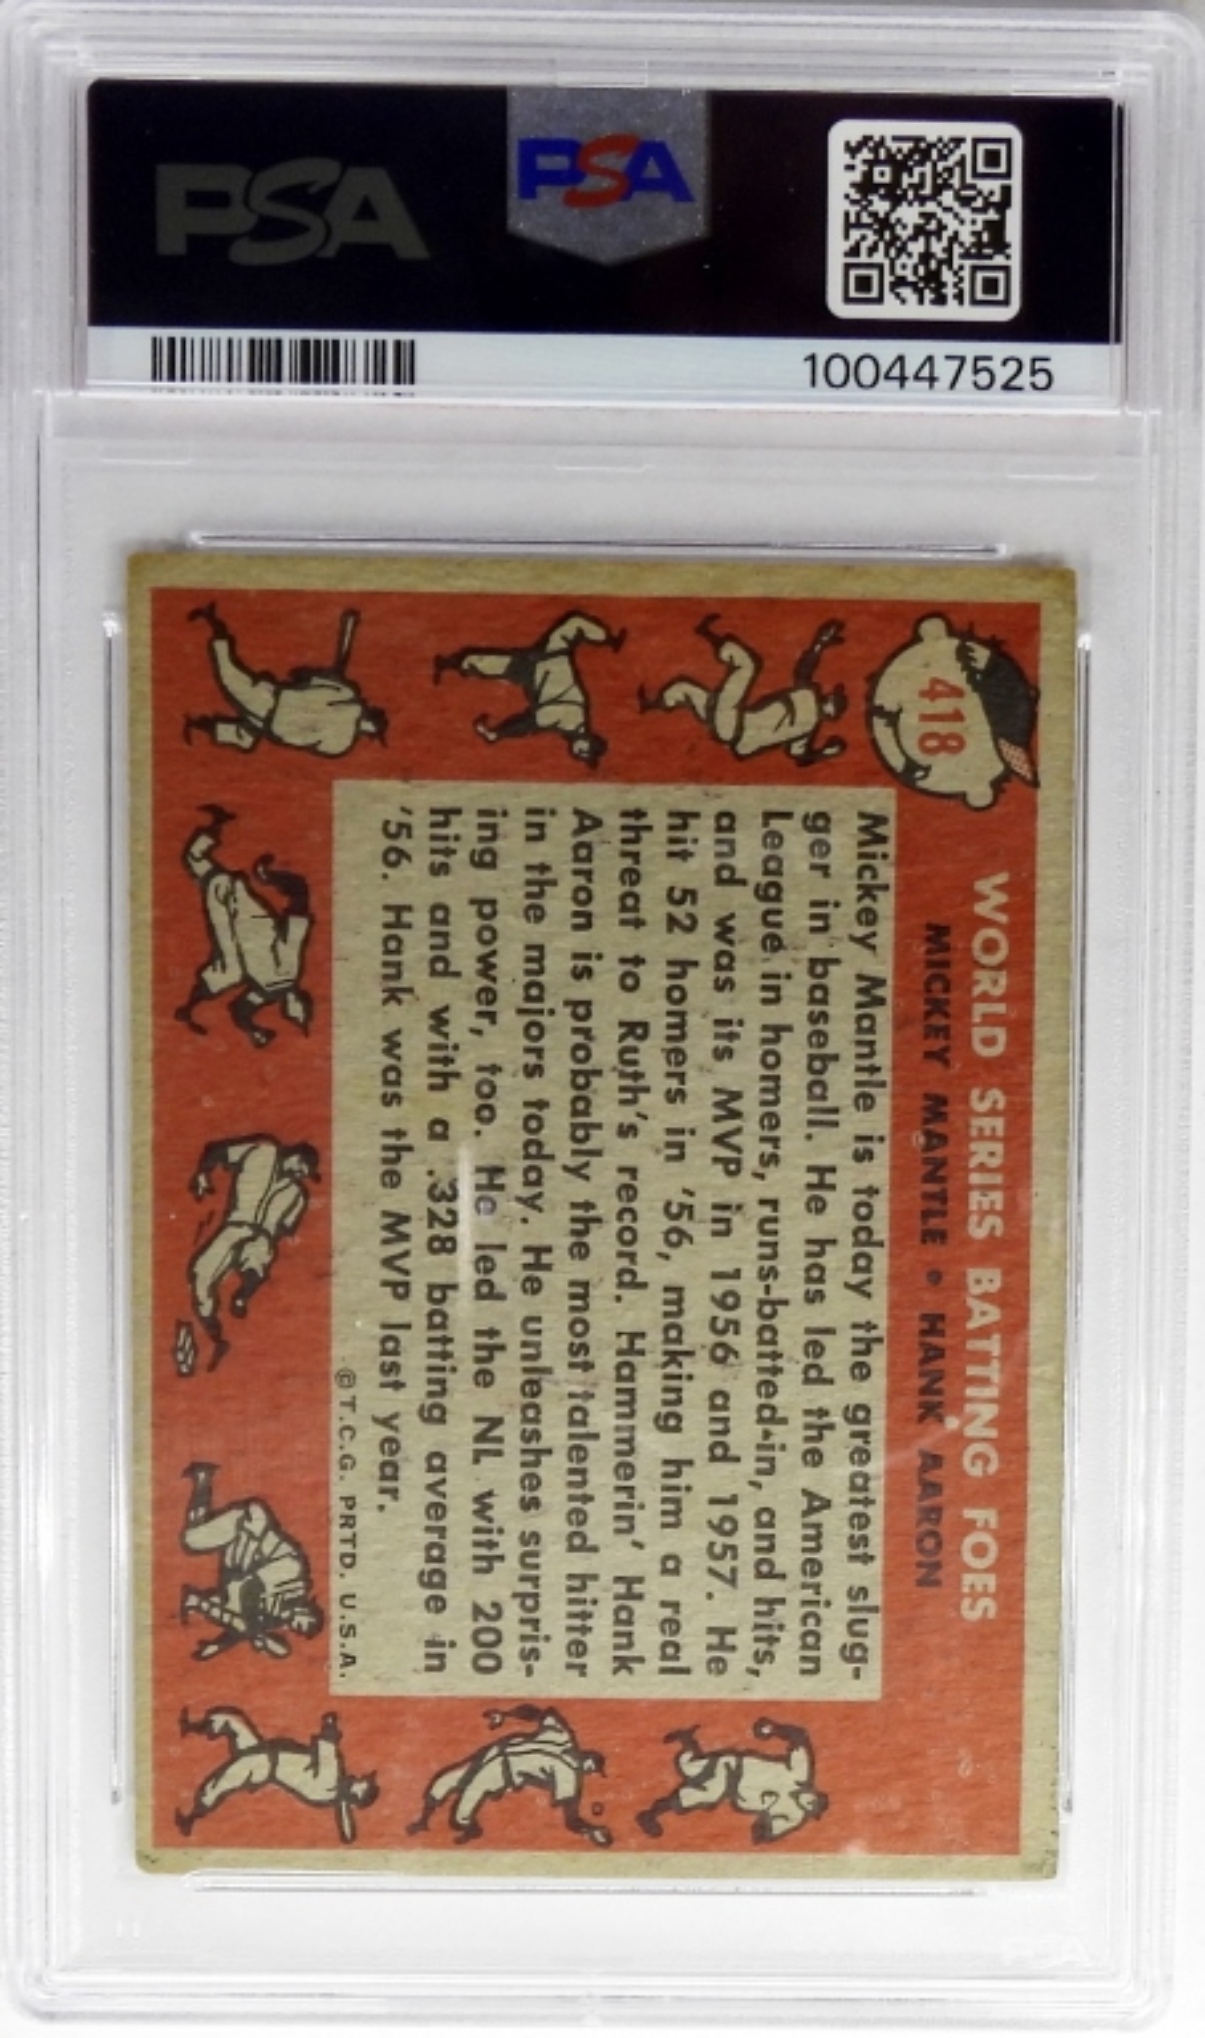 PSA
PSA
100447525
418
WORLD SERIES BATTING FOES
MICKEY MANTLE • HANK AARON
Mickey Mantle is today the greatest slug-
ger in baseball. He has led the American
League in homers, runs-batted-in, and hits,
and was its MVP in 1956 and 1957. He
hit 52 homers in '56, making him a real
threat to Ruth's record. Hammerin' Hank
Aaron is probably the most talented hitter
in the majors today. He unleashes surpris-
ing power, too. He led the NL with 200
hits and with a .328 batting average in
'56. Hank was the MVP last year.
© T.C.G. PRTD. U.S.A.
PSA